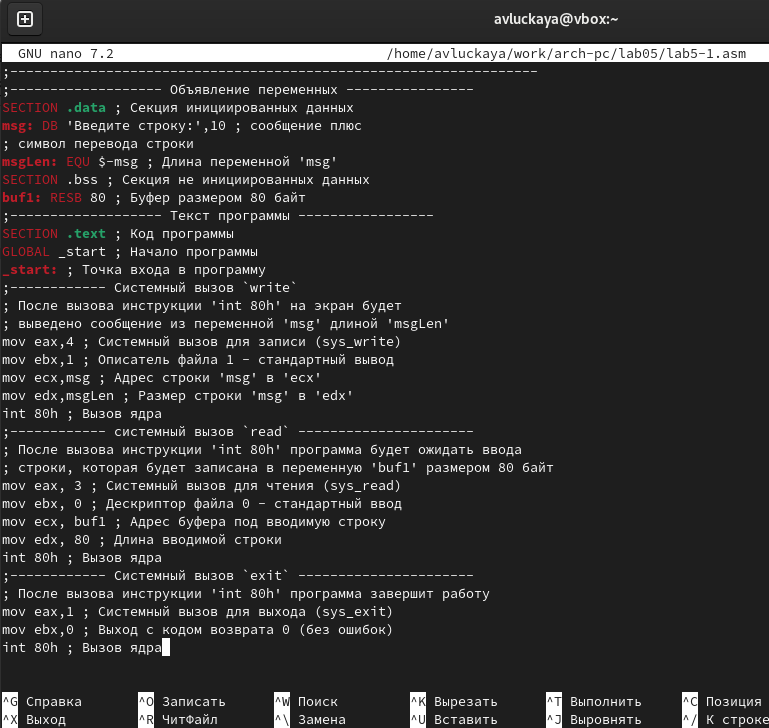 avluckaya@vbox:~
GNU nano 7.2 /home/avluckaya/work/arch-pc/lab05/lab5-1.asm
;------------------------------------------------------------------
;------------------- Объявление переменных ----------------
SECTION .data ; Секция инициированных данных
msg: DB 'Введите строку:',10 ; сообщение плюс
; символ перевода строки
msgLen: EQU $-msg ; Длина переменной 'msg'
SECTION .bss ; Секция не инициированных данных
buf1: RESB 80 ; Буфер размером 80 байт
;------------------- Текст программы -----------------
SECTION .text ; Код программы
GLOBAL _start ; Начало программы
_start: ; Точка входа в программу
;------------ Системный вызов `write`
; После вызова инструкции 'int 80h' на экран будет
; выведено сообщение из переменной 'msg' длиной 'msgLen'
mov eax,4 ; Системный вызов для записи (sys_write)
mov ebx,1 ; Описатель файла 1 - стандартный вывод
mov ecx,msg ; Адрес строки 'msg' в 'ecx'
mov edx,msgLen ; Размер строки 'msg' в 'edx'
int 80h ; Вызов ядра
;------------ системный вызов `read` ----------------------
; После вызова инструкции 'int 80h' программа будет ожидать ввода
; строки, которая будет записана в переменную 'buf1' размером 80 байт
mov eax, 3 ; Системный вызов для чтения (sys_read)
mov ebx, 0 ; Дескриптор файла 0 - стандартный ввод
mov ecx, buf1 ; Адрес буфера под вводимую строку
mov edx, 80 ; Длина вводимой строки
int 80h ; Вызов ядра
;------------ Системный вызов `exit` ----------------------
; После вызова инструкции 'int 80h' программа завершит работу
mov eax,1 ; Системный вызов для выхода (sys_exit)
mov ebx,0 ; Выход с кодом возврата 0 (без ошибок)
int 80h ; Вызов ядра
^G Справка ^O Записать ^W Поиск ^K Вырезать ^T Выполнить ^C Позиция
^X Выход ^R ЧитФайл ^\ Замена ^U Вставить ^J Выровнять ^/ К строке